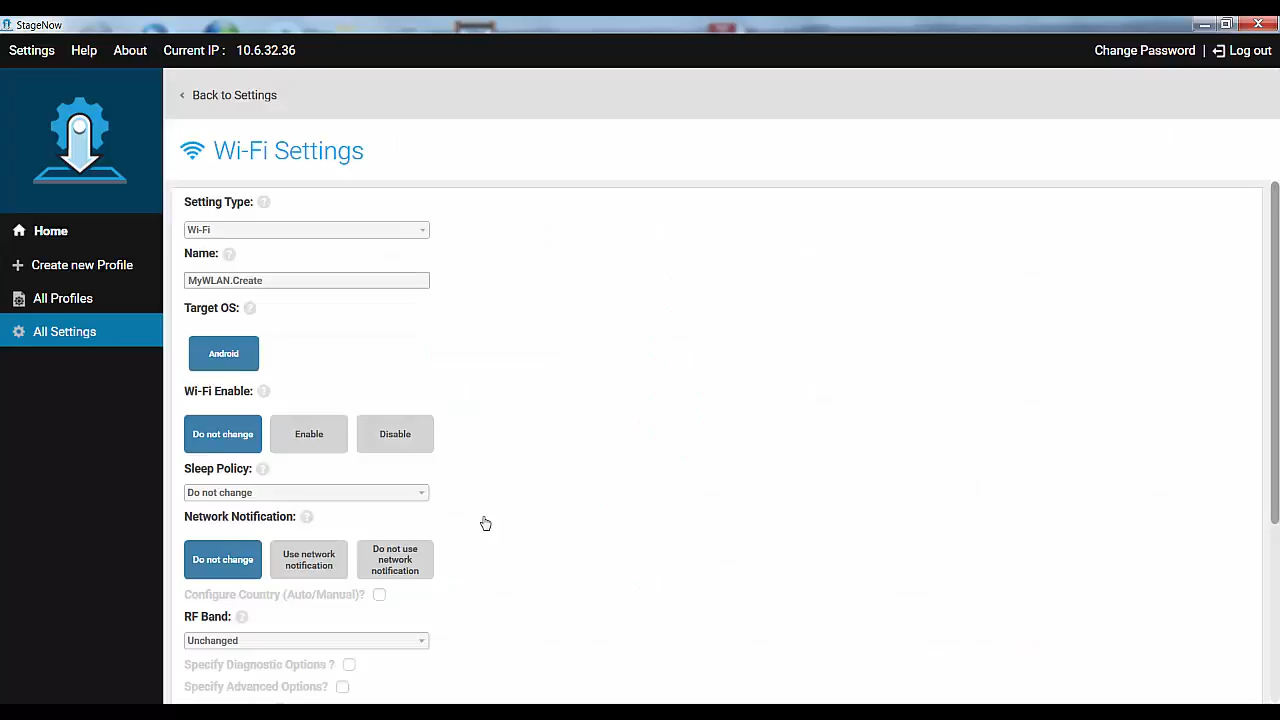 StageNow
Settings Help About Current IP : 10.6.32.36 Change Password | Log out
Back to Settings
Wi-Fi Settings
Home
Create new Profile
All Profiles
All Settings
Setting Type: ?
Wi-Fi
Name: ?
MyWLAN.Create
Target OS: ?
Android
Wi-Fi Enable: ?
Do not change Enable Disable
Sleep Policy: ?
Do not change
Network Notification: ?
Do not change
Use network
notification
Do not use
network
notification
Configure Country (Auto/Manual)?
RF Band: ?
Unchanged
Specify Diagnostic Options ?
Specify Advanced Options?